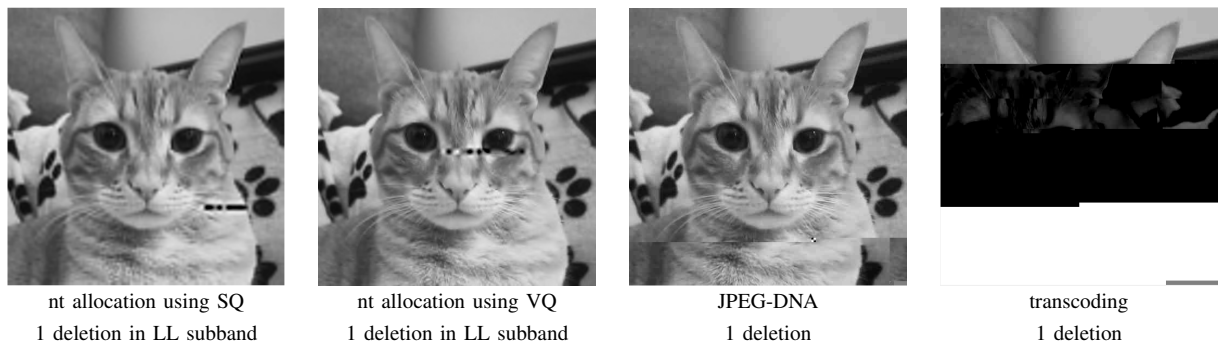 nt allocation using SQ
1 deletion in LL subband
nt allocation using VQ
1 deletion in LL subband
JPEG-DNA
1 deletion
transcoding
1 deletion